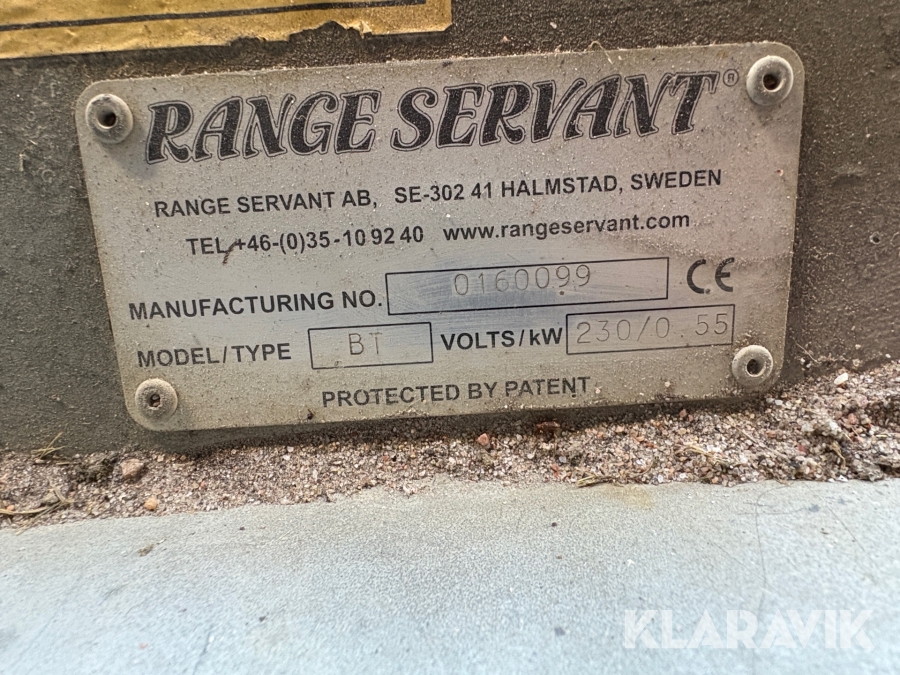 RANGE SERVANT®
RANGE SERVANT AB, SE-302 41 HALMSTAD, SWEDEN
TEL +46-(0)35-10 92 40 www.rangeservant.com
MANUFACTURING NO. 0160099 CE
MODEL/TYPE BT VOLTS/kW 230/0.55
PROTECTED BY PATENT
KLARAVIK